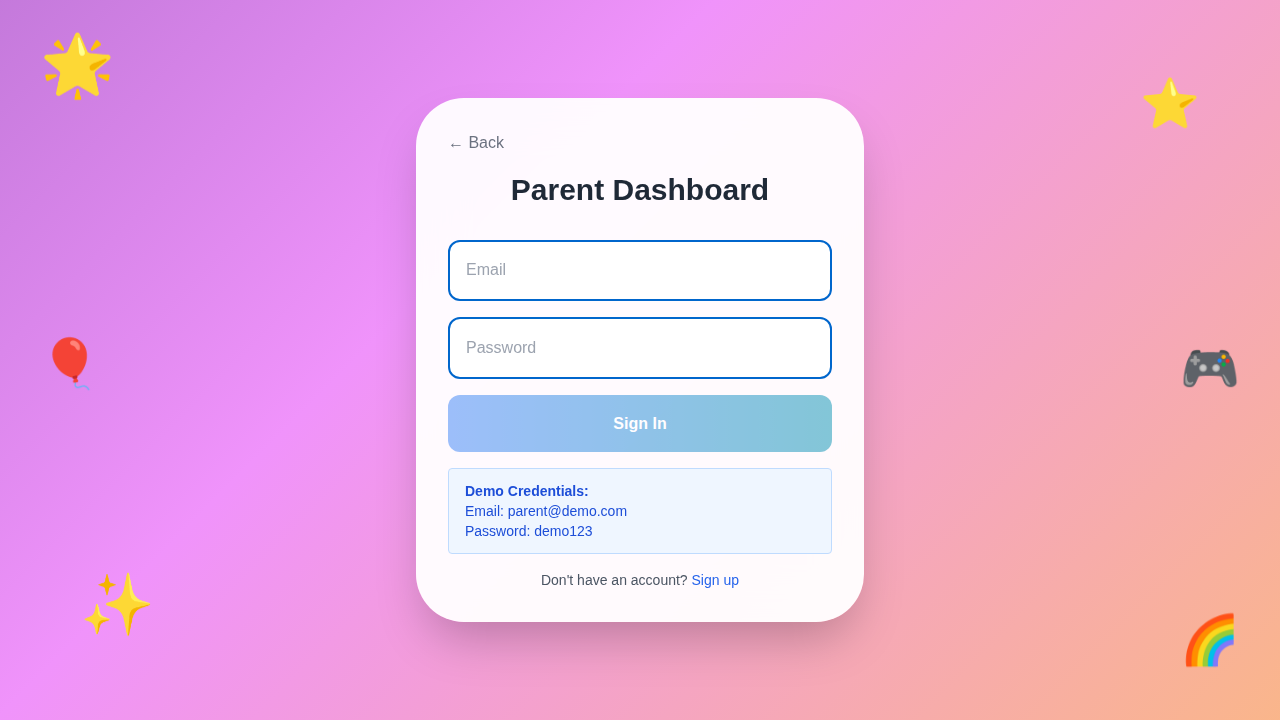 ← Back
Parent Dashboard
Email
Password
Sign In
Demo Credentials:
Email: parent@demo.com
Password: demo123
Don't have an account? Sign up